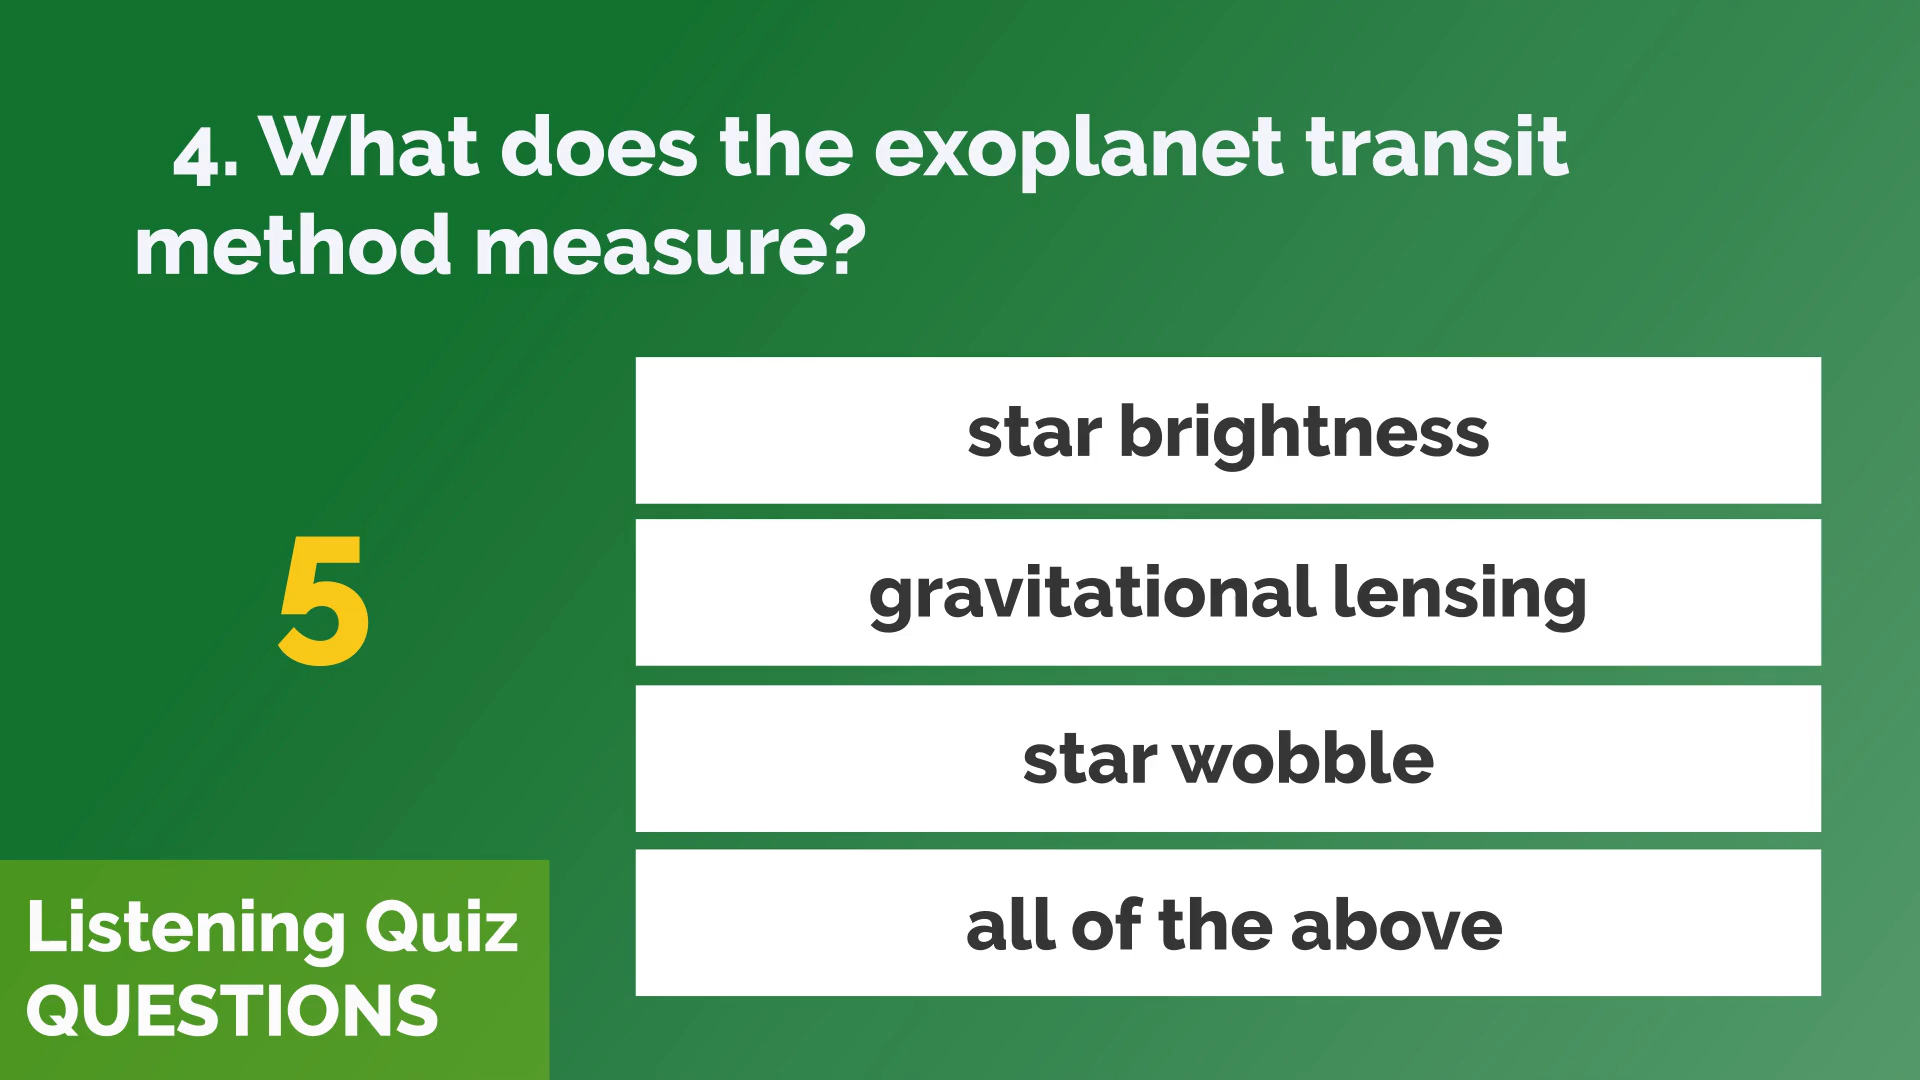 4. What does the exoplanet transit
method measure?
star brightness
gravitational lensing
5
star wobble
all of the above
Listening Quiz
QUESTIONS